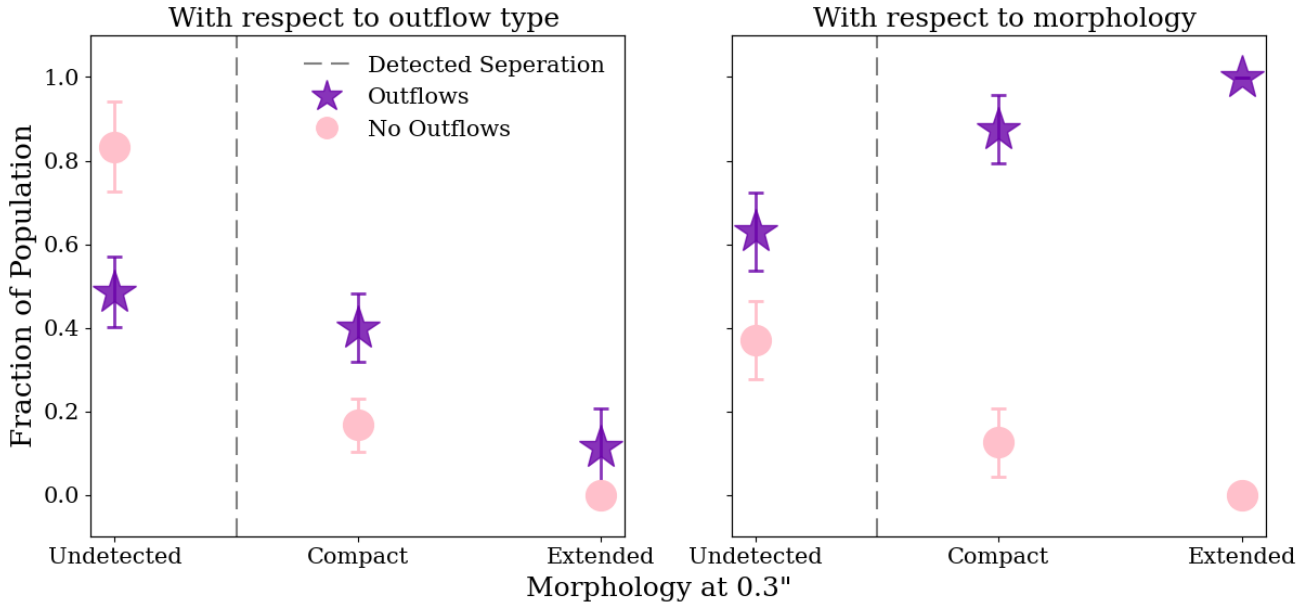 With respect to outflow type
With respect to morphology
Fraction of Population
1.0
0.8
0.6
0.4
0.2
0.0
Detected Seperation
Outflows
No Outflows
Undetected
Compact
Extended
Undetected
Compact
Extended
Morphology at 0.3"